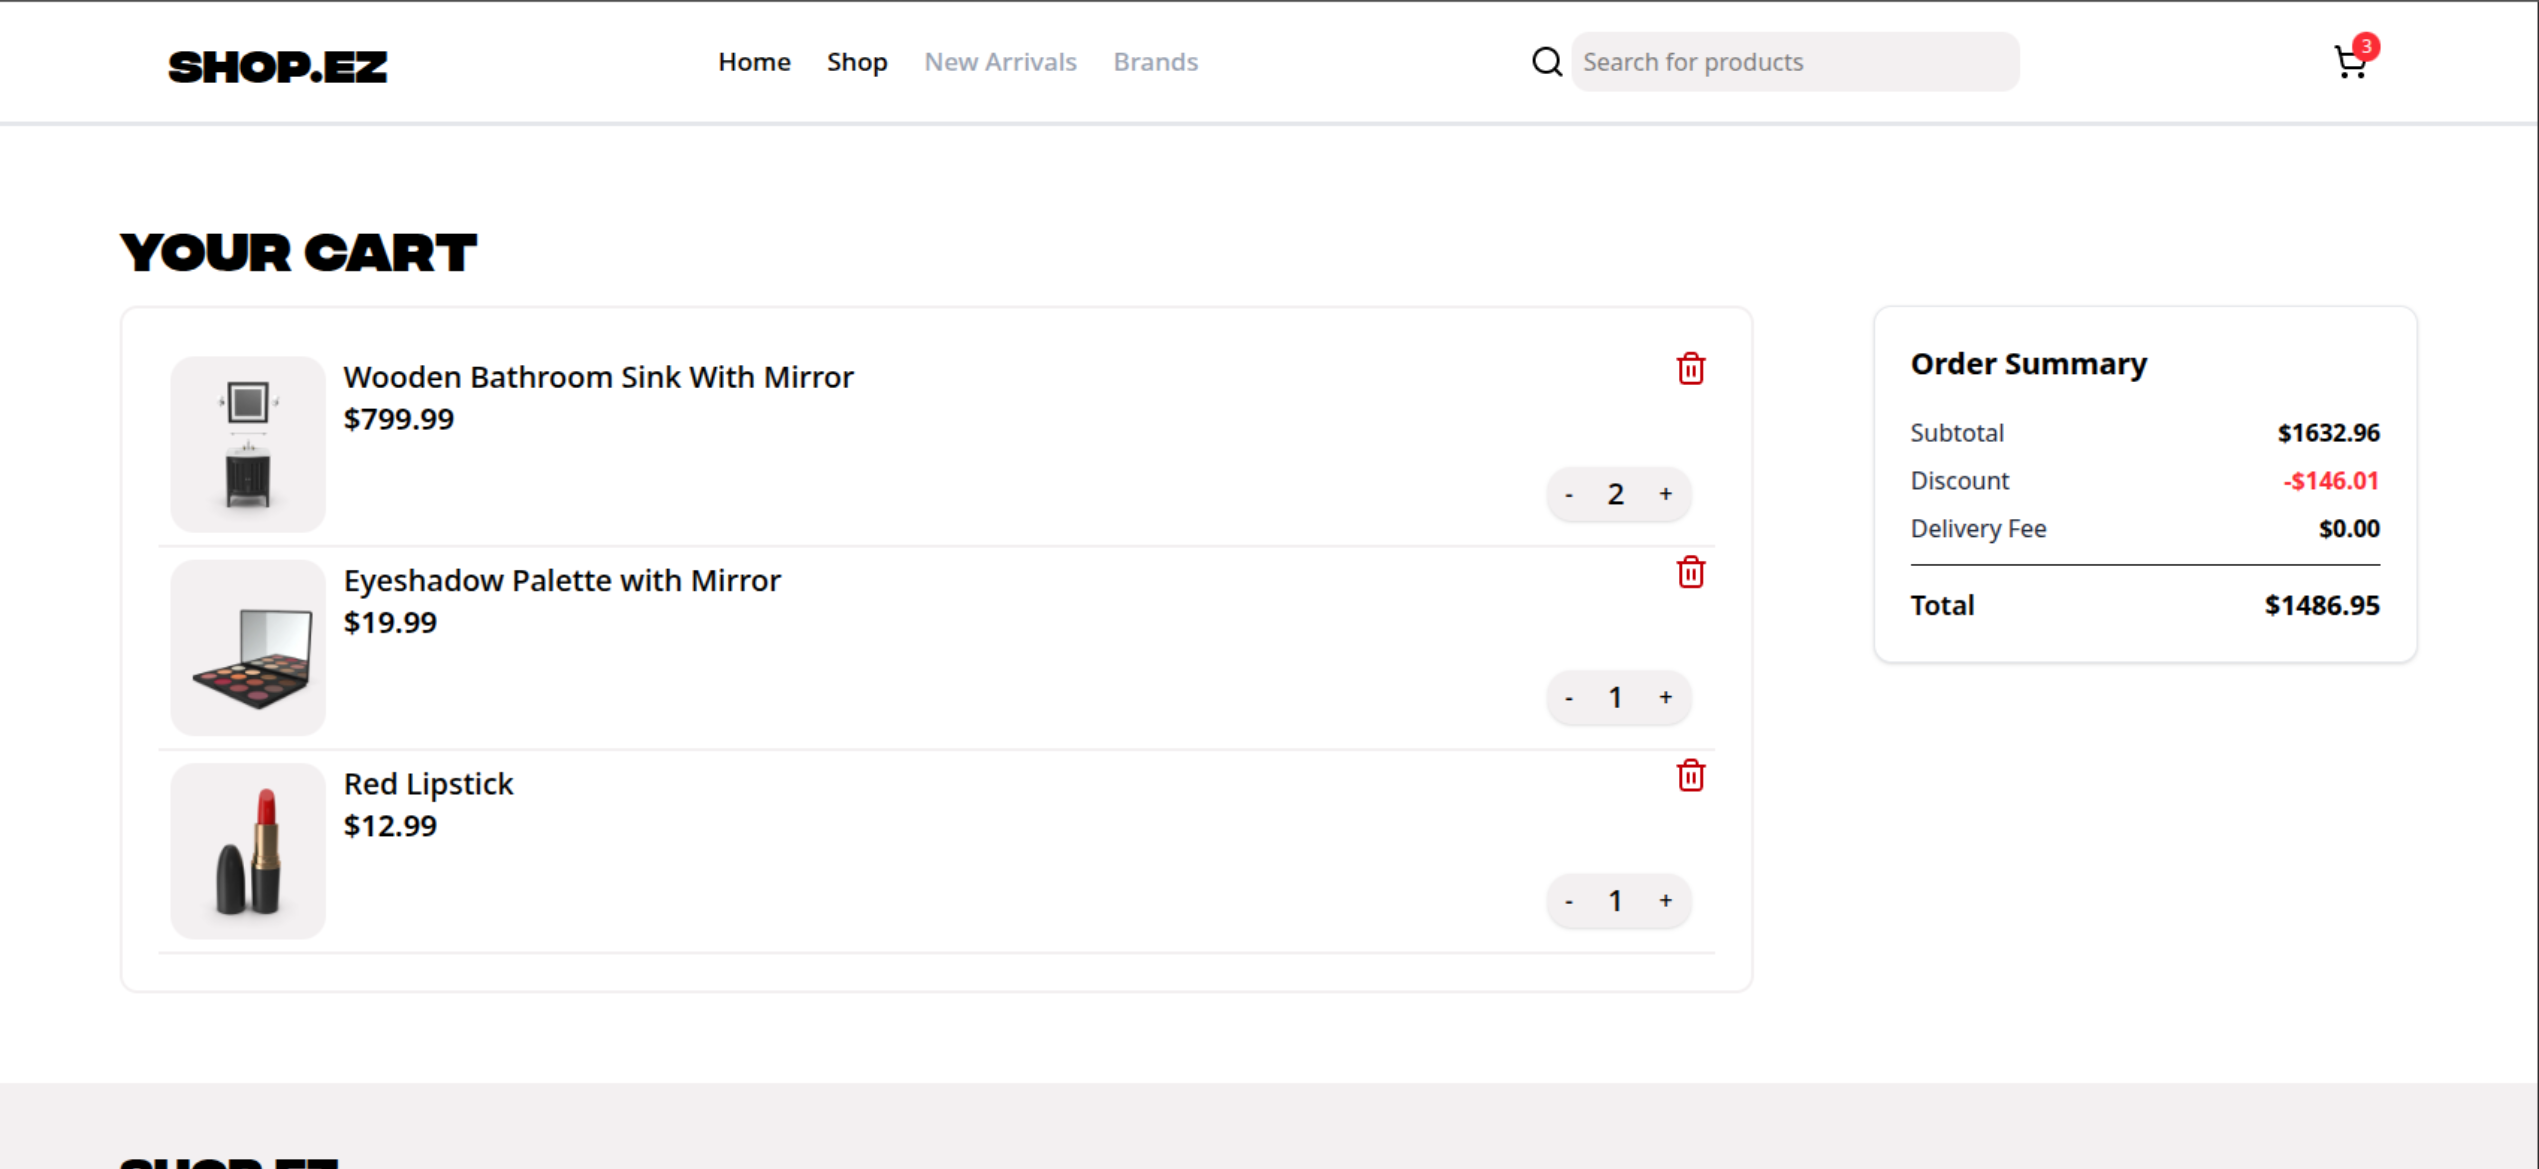 SHOP.EZ
Home Shop New Arrivals Brands
Search for products
3
YOUR CART
Wooden Bathroom Sink With Mirror
$799.99
- 2 +
Eyeshadow Palette with Mirror
$19.99
- 1 +
Red Lipstick
$12.99
- 1 +
Order Summary
Subtotal $1632.96
Discount -$146.01
Delivery Fee $0.00
Total $1486.95
SHOP.EZ